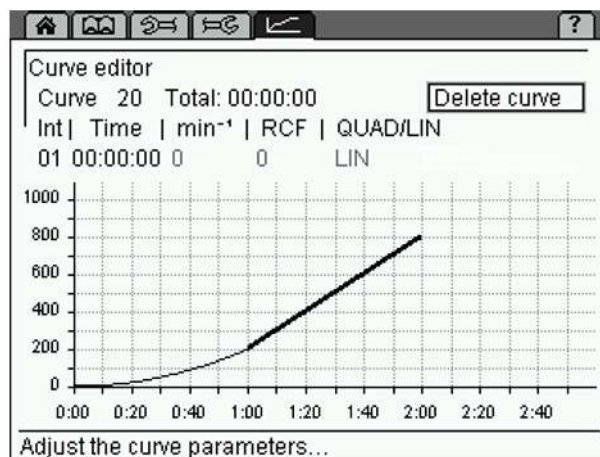 ?
Curve editor
Curve 20 Total: 00:00:00 Delete curve
Int | Time | min⁻¹ | RCF | QUAD/LIN
01 00:00:00 0 0 LIN
1000
800
600
400
200
0
0:00 0:20 0:40 1:00 1:20 1:40 2:00 2:20 2:40
Adjust the curve parameters...